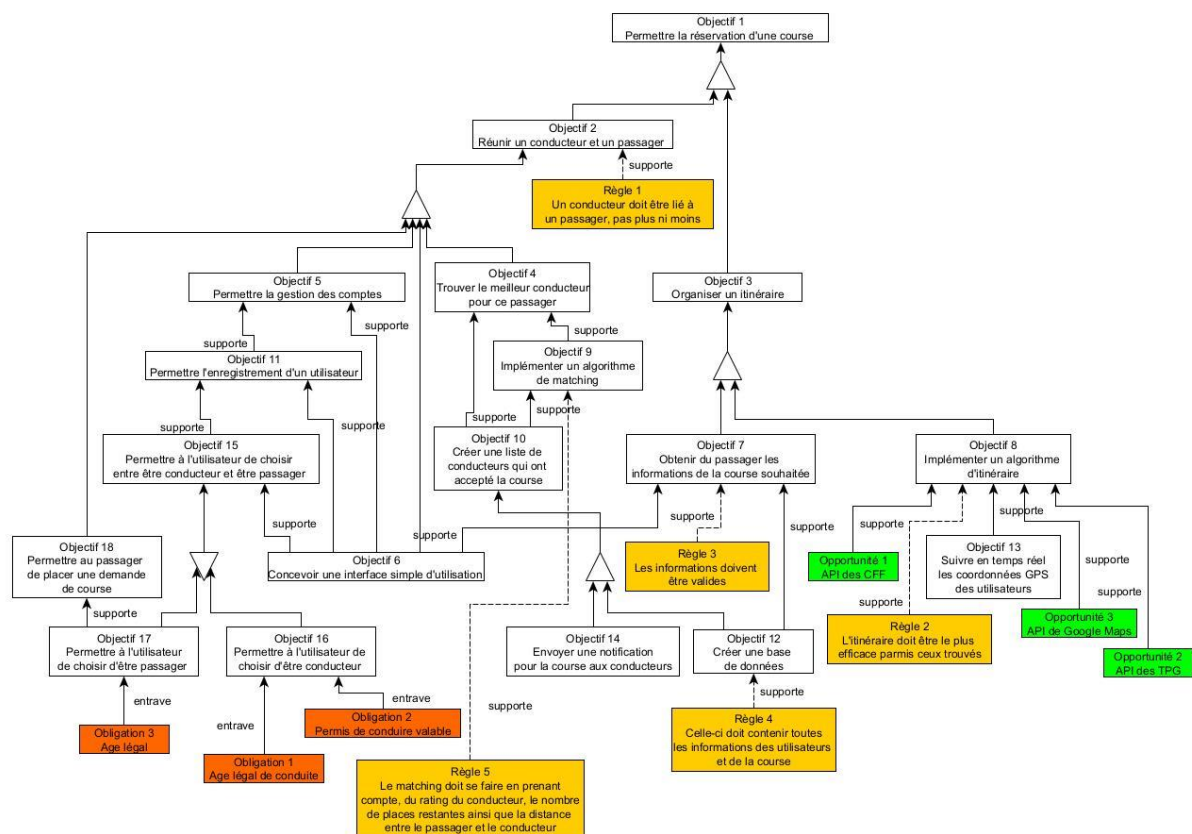 Objectif 1
Permettre la réservation d'une course
Objectif 2
Réunir un conducteur et un passager
supporte
Règle 1
Un conducteur doit être lié à
un passager, pas plus ni moins
Objectif 5
Permettre la gestion des comptes
Objectif 4
Trouver le meilleur conducteur
pour ce passager
Objectif 3
Organiser un itinéraire
supporte
supporte
supporte
Objectif 11
Permettre l'enregistrement d'un utilisateur
Objectif 9
Implémenter un algorithme
de matching
supporte
supporte
supporte
supporte
Objectif 15
Permettre à l'utilisateur de choisir
entre être conducteur et être passager
Objectif 10
Créer une liste de
conducteurs qui ont
accepté la course
Objectif 7
Obtenir du passager les
informations de la course souhaitée
Objectif 8
Implémenter un algorithme
d'itinéraire
supporte
supporte
supporte
supporte
supporte
Objectif 18
Permettre au passager
de placer une demande
de course
Objectif 6
Concevoir une interface simple d'utilisation
Règle 3
Les informations doivent
être valides
Opportunité 1
API des CFF
Objectif 13
Suivre en temps réel
les coordonnées GPS
des utilisateurs
supporte
supporte
supporte
supporte
Règle 2
L'itinéraire doit être le plus
efficace parmis ceux trouvés
Opportunité 3
API de Google Maps
Opportunité 2
API des TPG
Objectif 17
Permettre à l'utilisateur
de choisir d'être passager
Objectif 16
Permettre à l'utilisateur de
choisir d'être conducteur
Objectif 14
Envoyer une notification
pour la course aux conducteurs
Objectif 12
Créer une base
de données
entrave
entrave
entrave
supporte
supporte
Obligation 3
Age légal
Obligation 2
Permis de conduire valable
Obligation 1
Age légal de conduite
Règle 4
Celle-ci doit contenir toutes
les informations des utilisateurs
et de la course
Règle 5
Le matching doit se faire en prenant
compte, du rating du conducteur, le nombre
de places restantes ainsi que la distance
entre le passager et le conducteur